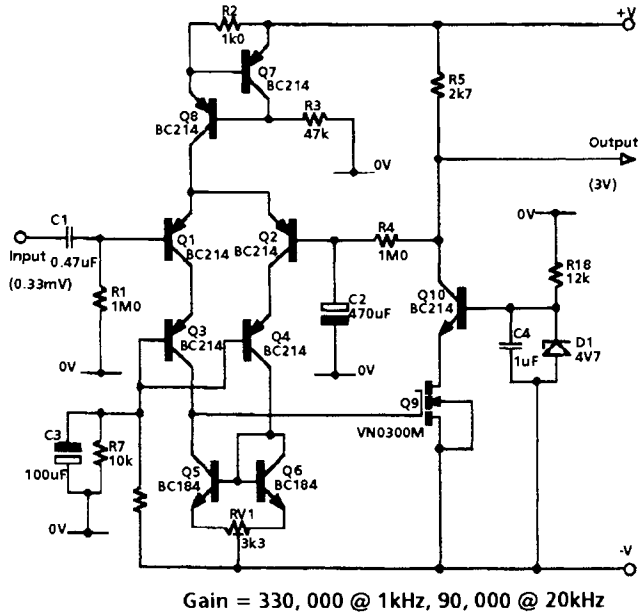 R2
1k0
+V
Q7
BC214
R5
2k7
Q8
BC214
R3
47k
Output
0V
(3V)
C1
0V
Input
0.47uF
(0.33mV)
Q1
BC214
Q2
BC214
R4
1M0
R18
12k
R1
1M0
C2
470uF
Q10
BC214
Q3
BC214
Q4
BC214
C4
1uF
D1
4V7
0V
0V
Q9
VN0300M
C3
100uF
R7
10k
Q5
BC184
Q6
BC184
RV1
3k3
0V
-V
Gain = 330, 000 @ 1kHz, 90, 000 @ 20kHz